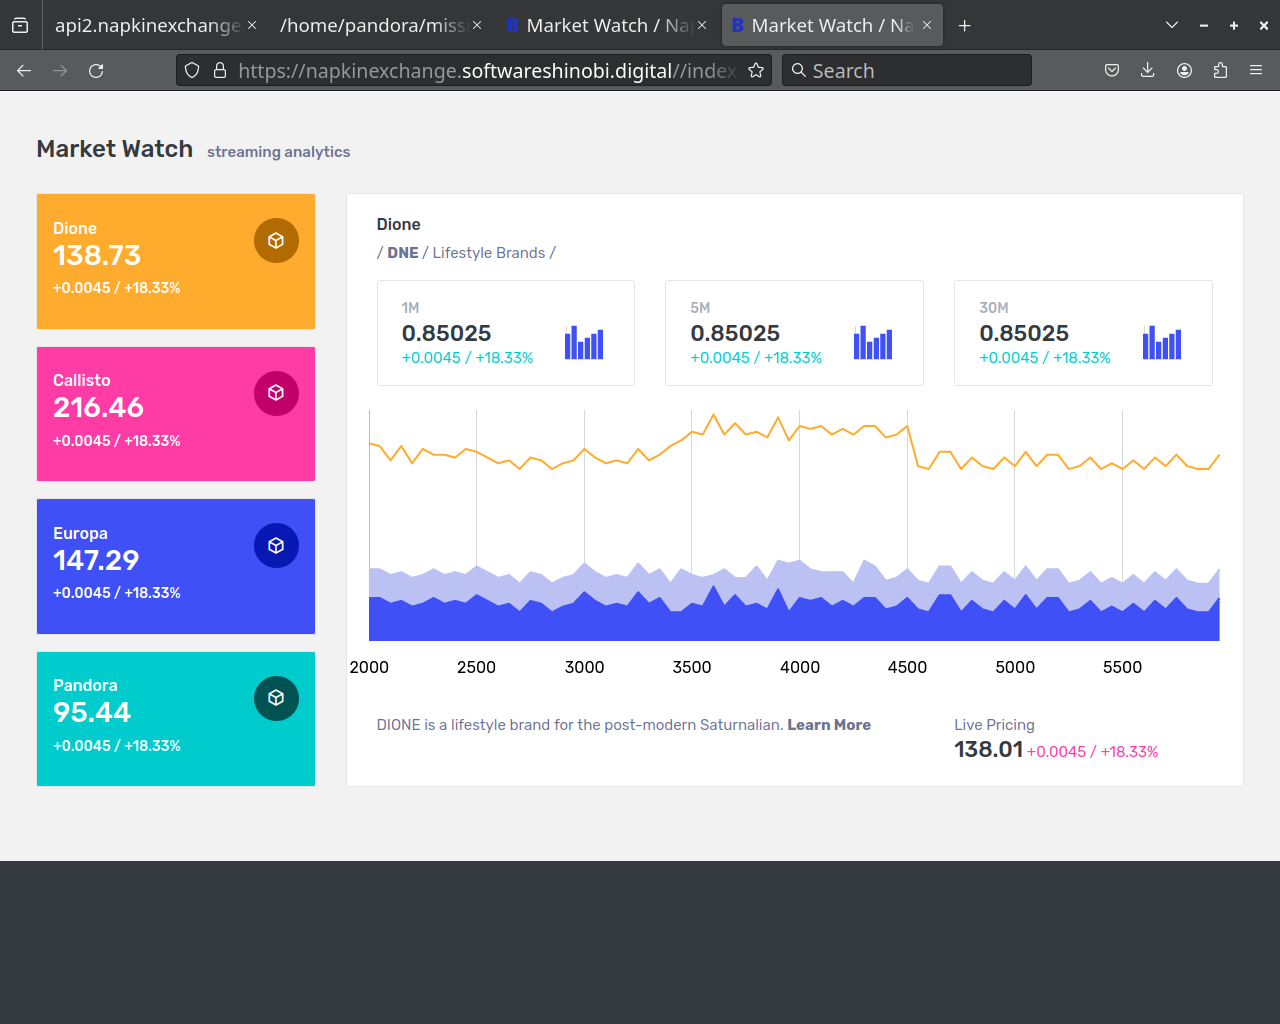 api2.napkinexchange
/home/pandora/miss
B Market Watch / Na
B Market Watch / Na
https://napkinexchange.softwareshinobi.digital//index.
Search
Market Watch streaming analytics
Dione
138.73
+0.0045 / +18.33%
Callisto
216.46
+0.0045 / +18.33%
Europa
147.29
+0.0045 / +18.33%
Pandora
95.44
+0.0045 / +18.33%
Dione
/ DNE / Lifestyle Brands /
1M
0.85025
+0.0045 / +18.33%
5M
0.85025
+0.0045 / +18.33%
30M
0.85025
+0.0045 / +18.33%
2000 2500 3000 3500 4000 4500 5000 5500
DIONE is a lifestyle brand for the post-modern Saturnalian. Learn More
Live Pricing
138.01 +0.0045 / +18.33%